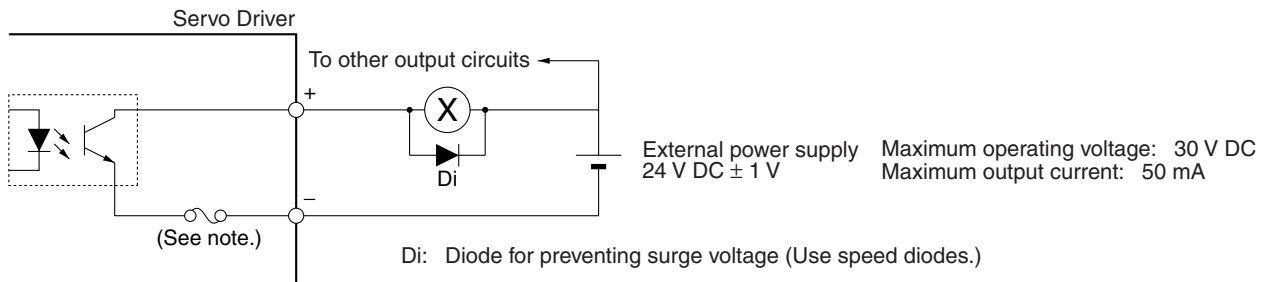 Servo Driver
To other output circuits
+
X
Di
External power supply
24 V DC ± 1 V
Maximum operating voltage: 30 V DC
Maximum output current: 50 mA
−
(See note.)
Di: Diode for preventing surge voltage (Use speed diodes.)